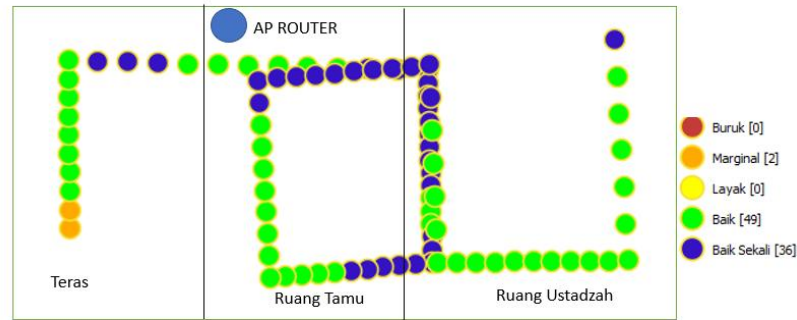 AP ROUTER
Teras
Ruang Tamu
Ruang Ustadzah
Buruk [0]
Marginal [2]
Layak [0]
Baik [49]
Baik Sekali [36]